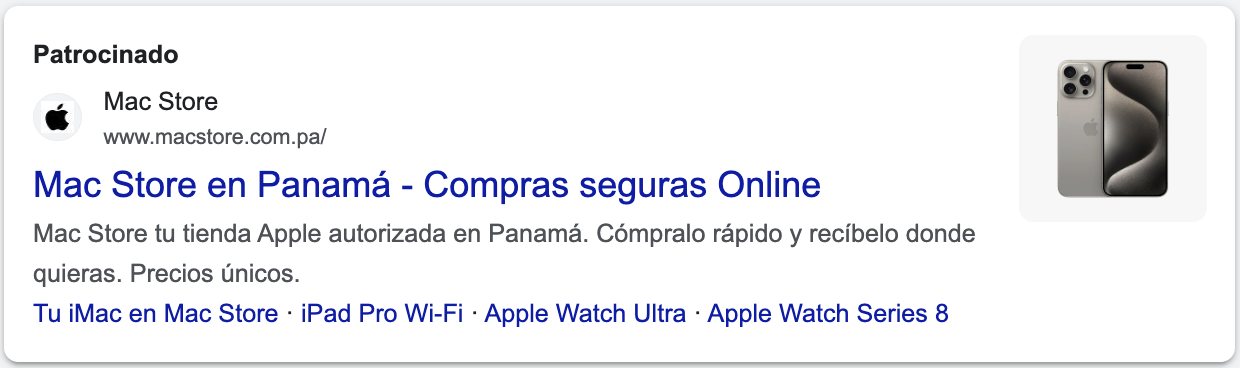 Patrocinado
Mac Store
www.macstore.com.pa/
Mac Store en Panamá - Compras seguras Online
Mac Store tu tienda Apple autorizada en Panamá. Cómpralo rápido y recíbelo donde
quieras. Precios únicos.
Tu iMac en Mac Store · iPad Pro Wi-Fi · Apple Watch Ultra · Apple Watch Series 8